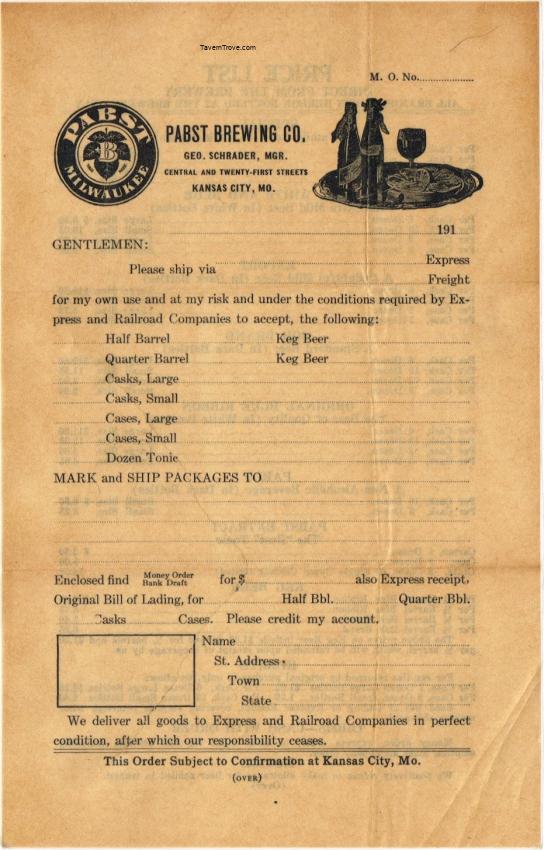 TavernTrove.com
M. O. No.
PABST
B
MILWAUKEE
PABST BREWING CO.
GEO. SCHRADER, MGR.
CENTRAL AND TWENTY-FIRST STREETS
KANSAS CITY, MO.
191
GENTLEMEN:
Please ship via Express
Freight
for my own use and at my risk and under the conditions required by Ex-
press and Railroad Companies to accept, the following:
Half Barrel Keg Beer
Quarter Barrel Keg Beer
Casks, Large
Casks, Small
Cases, Large
Cases, Small
Dozen Tonic
MARK and SHIP PACKAGES TO
Enclosed find Money Order Bank Draft for $ also Express receipt,
Original Bill of Lading, for Half Bbl. Quarter Bbl.
Casks Cases. Please credit my account.
Name
St. Address
Town
State
We deliver all goods to Express and Railroad Companies in perfect
condition, after which our responsibility ceases.
This Order Subject to Confirmation at Kansas City, Mo.
(OVER)